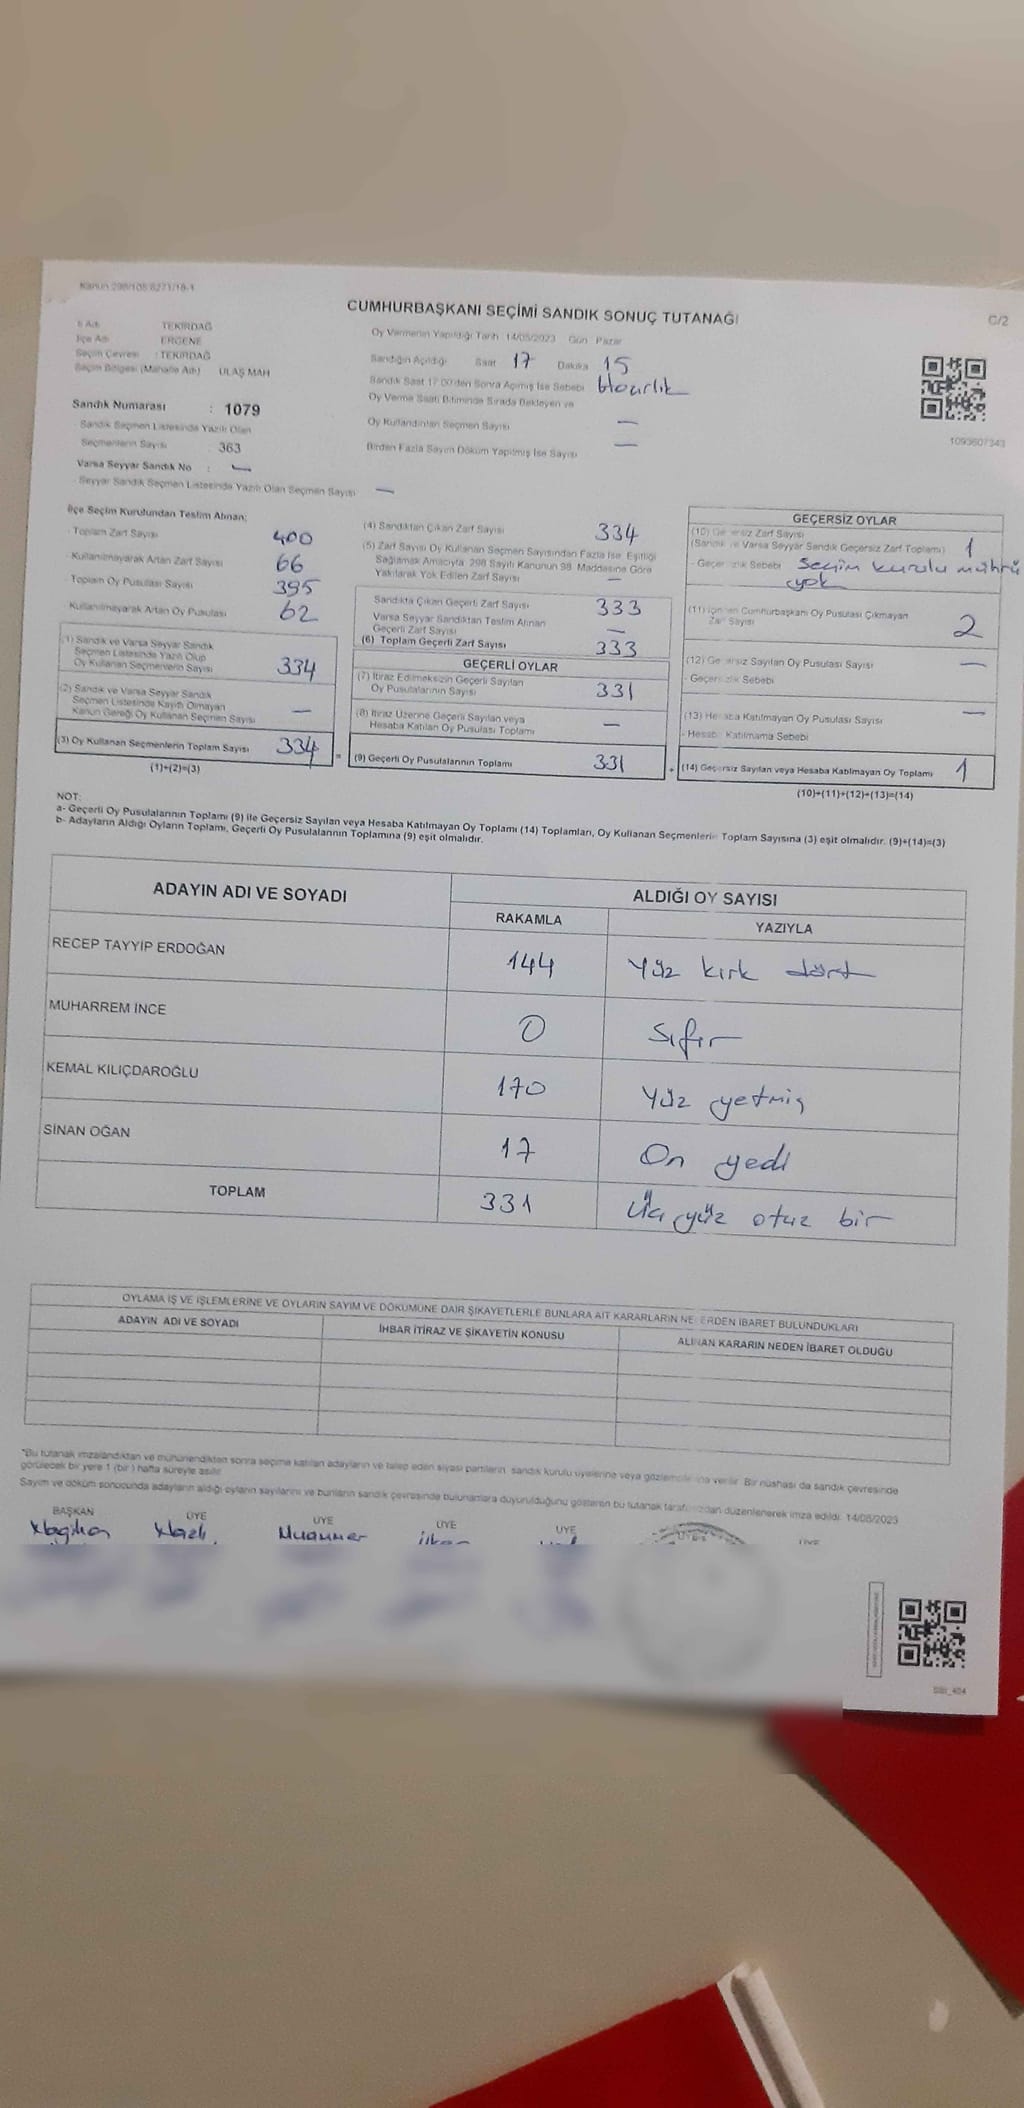 Kanun 298/105 6271/18-1
CUMHURBAŞKANI SEÇİMİ SANDIK SONUÇ TUTANAĞI
C/2
İl Adı TEKİRDAĞ
İlçe Adı ERGENE
Seçim Çevresi : TEKİRDAĞ
Seçim Bölgesi (Mahalle Adı) ULAŞ MAH
Sandık Numarası : 1079
- Sandık Seçmen Listesinde Yazılı Olan
Seçmenlerin Sayısı 363
Varsa Seyyar Sandık No : —
- Seyyar Sandık Seçmen Listesinde Yazılı Olan Seçmen Sayısı —
Oy Vermenin Yapıldığı Tarih 14/05/2023 Gün Pazar
Sandığın Açıldığı Saat 17 Dakika 15
Sandık Saat 17:00'den Sonra Açılmış İse Sebebi Hazırlık
Oy Verme Saati Bitiminde Sırada Bekleyen ve
Oy Kullandırılan Seçmen Sayısı —
Birden Fazla Sayım Döküm Yapılmış İse Sayısı —
1093607343
İlçe Seçim Kurulundan Teslim Alınan;
- Toplam Zarf Sayısı 400
- Kullanılmayarak Artan Zarf Sayısı 66
Toplam Oy Pusulası Sayısı 395
- Kullanılmayarak Artan Oy Pusulası 62
(1) Sandık ve Varsa Seyyar Sandık
Seçmen Listesinde Yazılı Olup
Oy Kullanan Seçmenlerin Sayısı 334
(2) Sandık ve Varsa Seyyar Sandık
Seçmen Listesinde Kayıtlı Olmayan
Kanun Gereği Oy Kullanan Seçmen Sayısı —
(3) Oy Kullanan Seçmenlerin Toplam Sayısı 334
(1)+(2)=(3)
(4) Sandıktan Çıkan Zarf Sayısı 334
(5) Zarf Sayısı Oy Kullanan Seçmen Sayısından Fazla İse, Eşitliği
Sağlamak Amacıyla 298 Sayılı Kanunun 98. Maddesine Göre
Yakılarak Yok Edilen Zarf Sayısı —
Sandıkta Çıkan Geçerli Zarf Sayısı 333
Varsa Seyyar Sandıktan Teslim Alınan
Geçerli Zarf Sayısı —
(6) Toplam Geçerli Zarf Sayısı 333
GEÇERLİ OYLAR
(7) İtiraz Edilmeksizin Geçerli Sayılan
Oy Pusulalarının Sayısı 331
(8) İtiraz Üzerine Geçerli Sayılan veya
Hesaba Katılan Oy Pusulası Toplamı —
= (9) Geçerli Oy Pusulalarının Toplamı 331
GEÇERSİZ OYLAR
(10) Geçersiz Zarf Sayısı
(Sandık ve Varsa Seyyar Sandık Geçersiz Zarf Toplamı) 1
- Geçersizlik Sebebi Seçim kurulu mührü
yok
(11) İçinden Cumhurbaşkanı Oy Pusulası Çıkmayan
Zarf Sayısı 2
(12) Geçersiz Sayılan Oy Pusulası Sayısı —
- Geçersizlik Sebebi
(13) Hesaba Katılmayan Oy Pusulası Sayısı —
- Hesaba Katılmama Sebebi
+ (14) Geçersiz Sayılan veya Hesaba Katılmayan Oy Toplamı 1
(10)+(11)+(12)+(13)=(14)
NOT:
a- Geçerli Oy Pusulalarının Toplamı (9) ile Geçersiz Sayılan veya Hesaba Katılmayan Oy Toplamı (14) Toplamları, Oy Kullanan Seçmenlerin Toplam Sayısına (3) eşit olmalıdır. (9)+(14)=(3)
b- Adayların Aldığı Oyların Toplamı, Geçerli Oy Pusulalarının Toplamına (9) eşit olmalıdır.
ADAYIN ADI VE SOYADI
ALDIĞI OY SAYISI
RAKAMLA YAZIYLA
RECEP TAYYİP ERDOĞAN 144 Yüz kırk dört
MUHARREM İNCE 0 Sıfır
KEMAL KILIÇDAROĞLU 170 Yüz yetmiş
SİNAN OĞAN 17 On yedi
TOPLAM 331 Üç yüz otuz bir
OYLAMA İŞ VE İŞLEMLERİNE VE OYLARIN SAYIM VE DÖKÜMÜNE DAİR ŞİKAYETLERLE BUNLARA AİT KARARLARIN NELERDEN İBARET BULUNDUKLARI
ADAYIN ADI VE SOYADI İHBAR İTİRAZ VE ŞİKAYETİN KONUSU ALINAN KARARIN NEDEN İBARET OLDUĞU
*Bu tutanak imzalandıktan ve mühürlendikten sonra seçime katılan adayların ve talep eden siyasi partilerin, sandık kurulu üyelerine veya gözlemcilerine verilir. Bir nüshası da sandık çevresinde
görülecek bir yere 1 (bir) hafta süreyle asılır.
Sayım ve döküm sonucunda adayların aldığı oyların sayılarını ve bunların sandık çevresinde bulunanlara duyurulduğunu gösteren bu tutanak tarafımızdan düzenlenerek imza edildi. 14/05/2023
BAŞKAN ÜYE ÜYE ÜYE ÜYE ÜYE ÜYE
Muammer